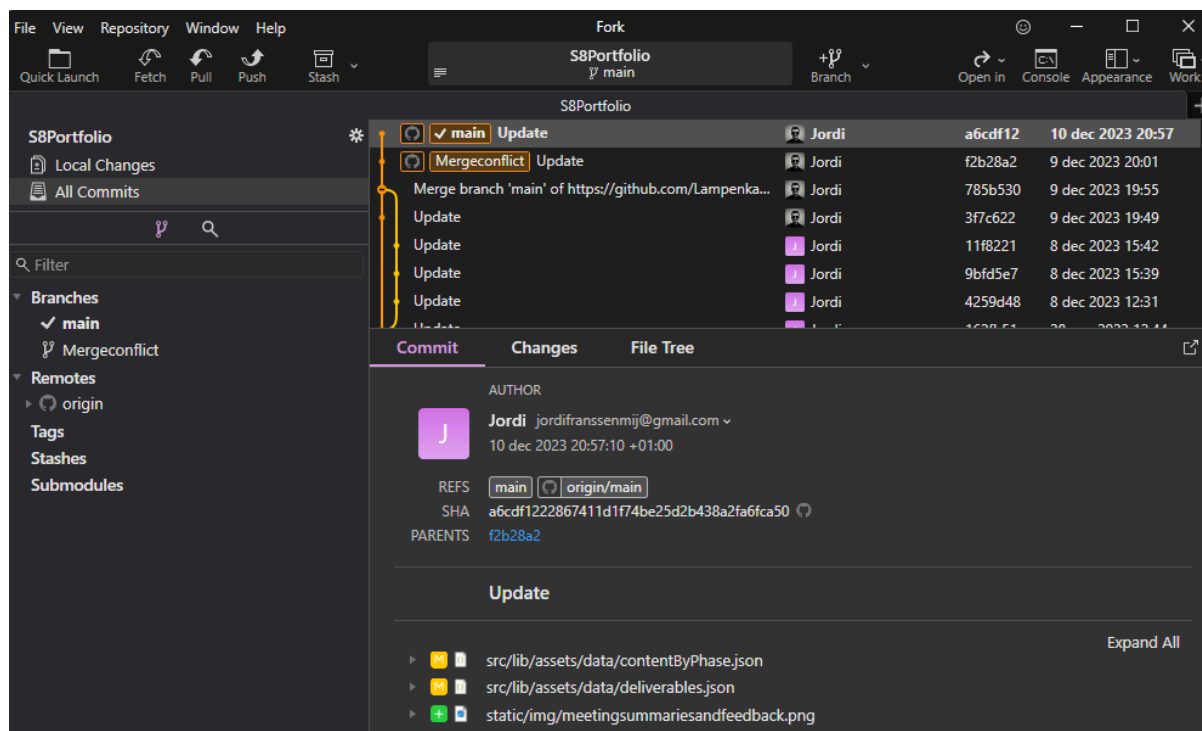 File View Repository Window Help Fork
Quick Launch Fetch Pull Push Stash S8Portfolio main Branch Open in Console Appearance Work
S8Portfolio
S8Portfolio
Local Changes
All Commits
Filter
Branches
main
Mergeconflict
Remotes
origin
Tags
Stashes
Submodules
main Update Jordi a6cdf12 10 dec 2023 20:57
Mergeconflict Update Jordi f2b28a2 9 dec 2023 20:01
Merge branch 'main' of https://github.com/Lampenka... Jordi 785b530 9 dec 2023 19:55
Update Jordi 3f7c622 9 dec 2023 19:49
Update J Jordi 11f8221 8 dec 2023 15:42
Update J Jordi 9bfd5e7 8 dec 2023 15:39
Update J Jordi 4259d48 8 dec 2023 12:31
Commit Changes File Tree
AUTHOR
J Jordi jordifranssenmij@gmail.com
10 dec 2023 20:57:10 +01:00
REFS main origin/main
SHA a6cdf1222867411d1f74be25d2b438a2fa6fca50
PARENTS f2b28a2
Update
Expand All
M src/lib/assets/data/contentByPhase.json
M src/lib/assets/data/deliverables.json
+ static/img/meetingsummariesandfeedback.png